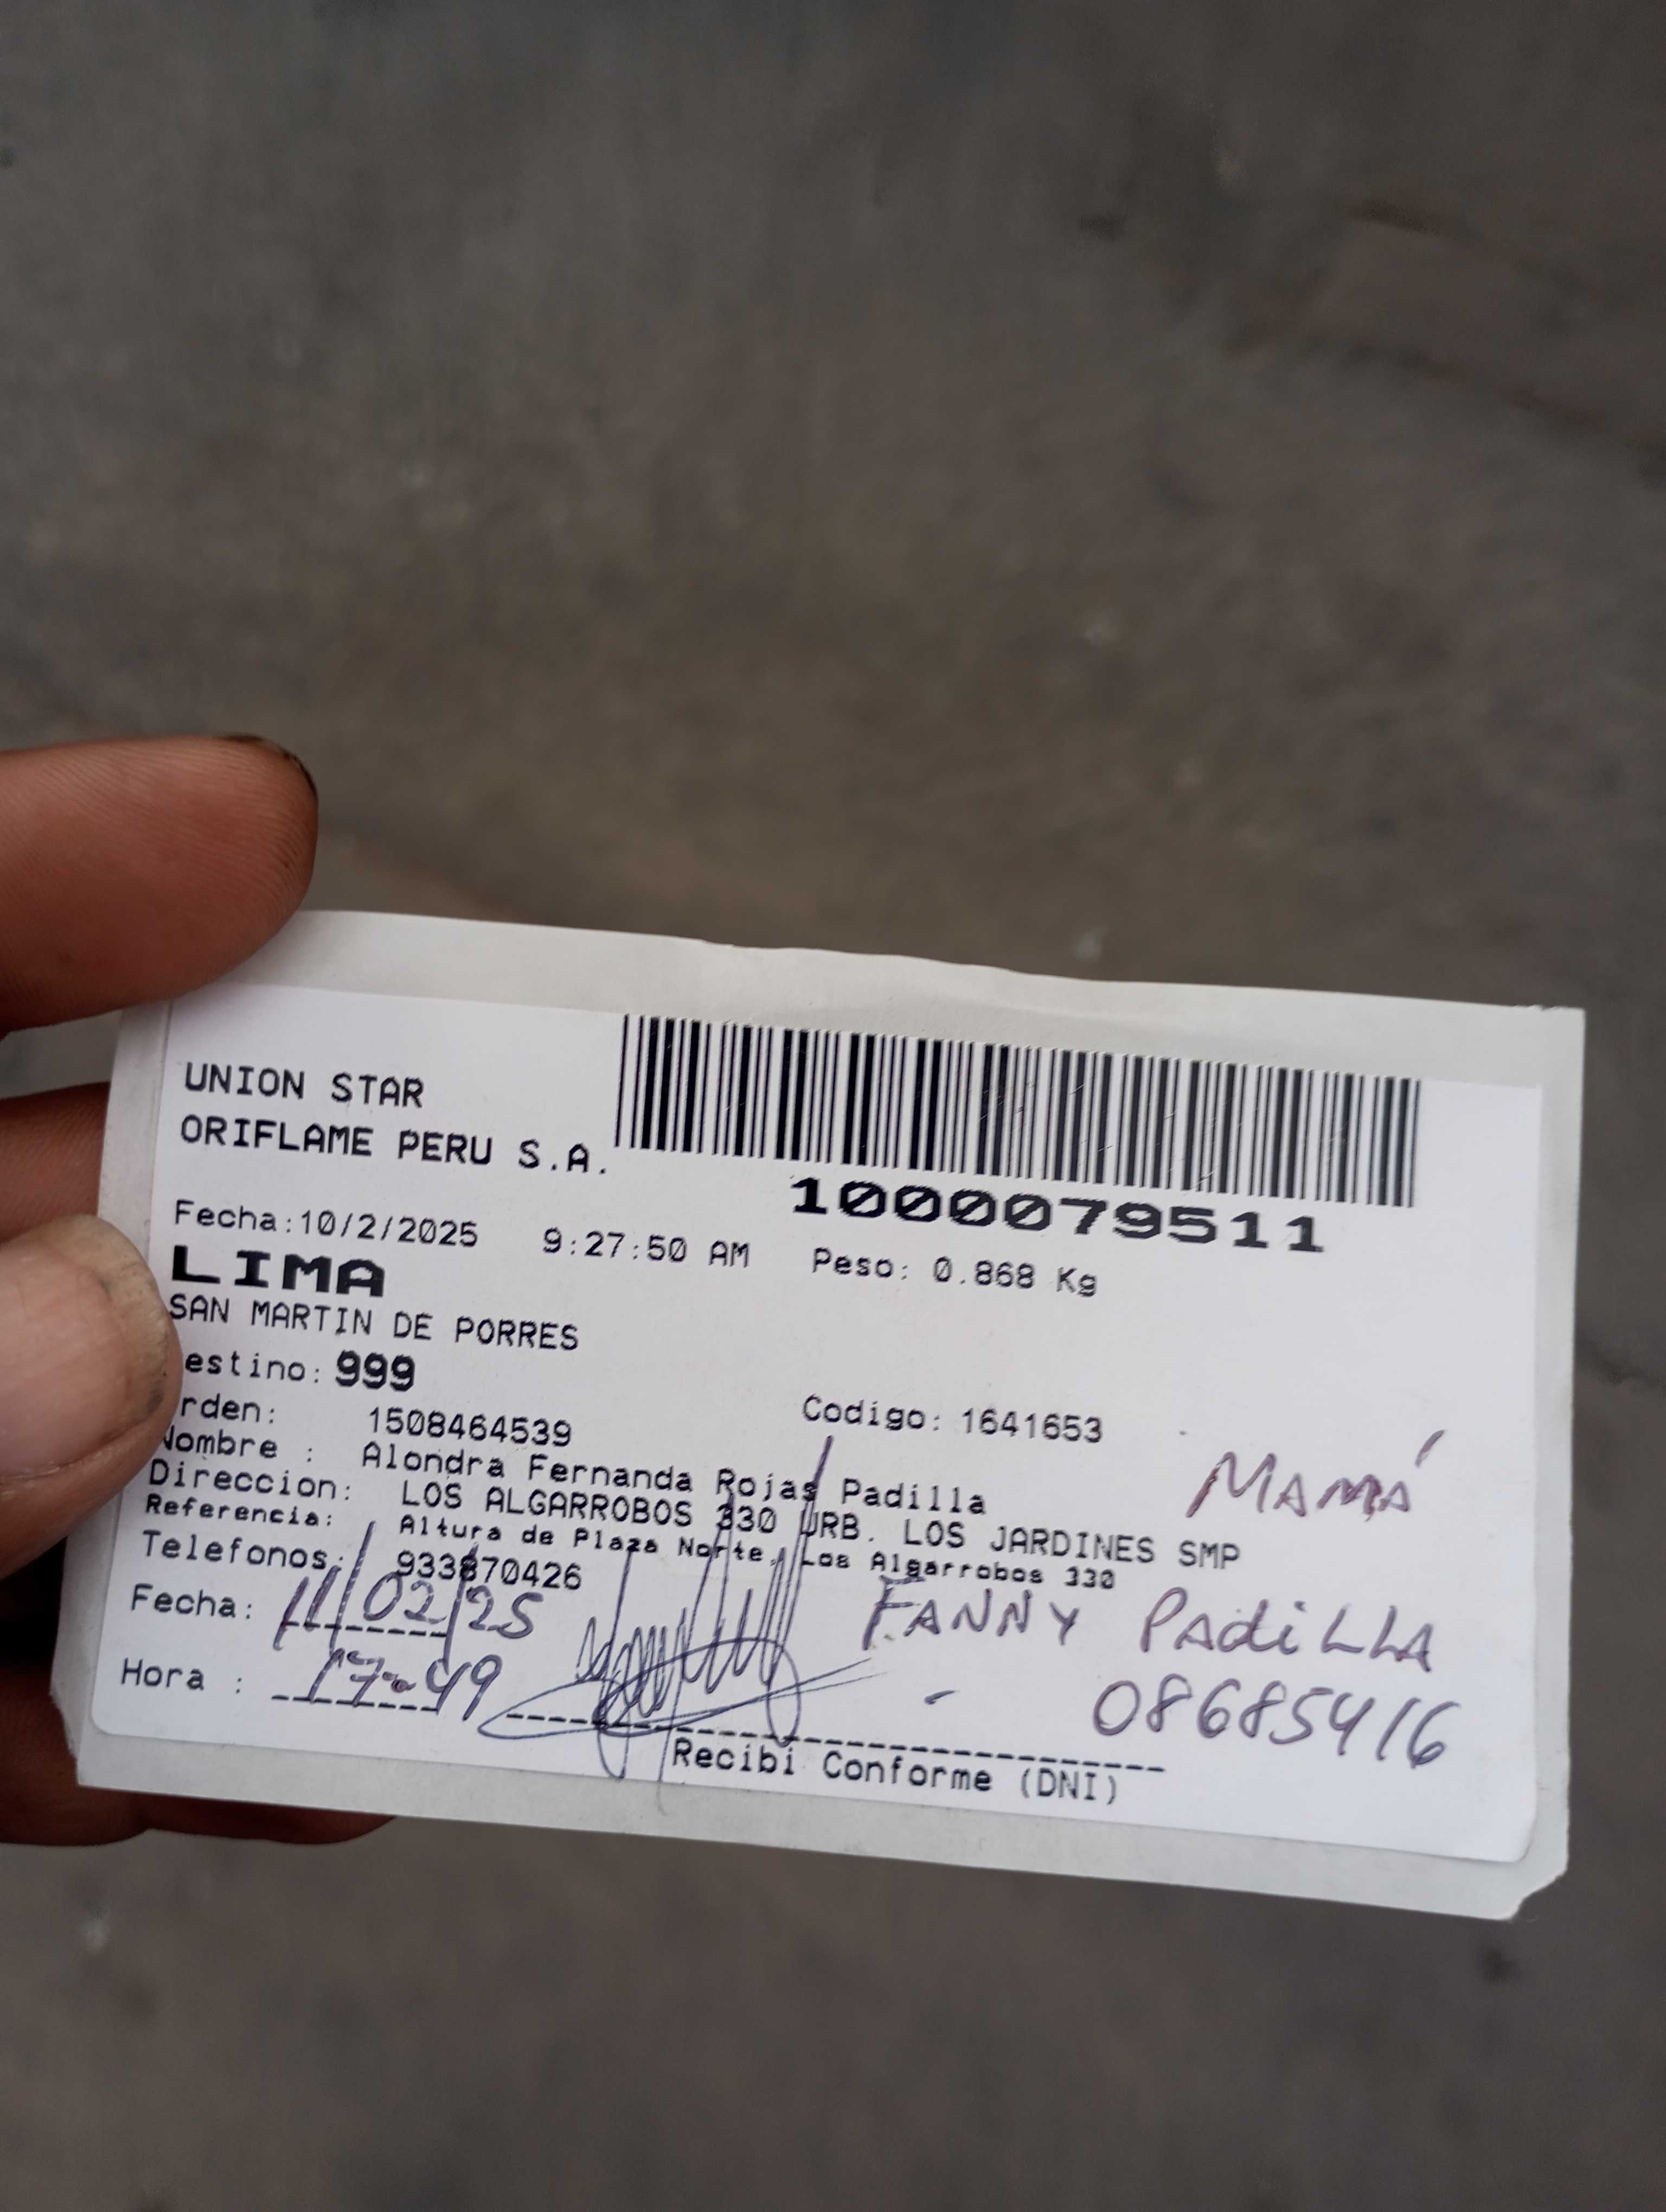 UNION STAR
ORIFLAME PERU S.A.
1000079511
Fecha:10/2/2025 9:27:50 AM Peso: 0.868 Kg
LIMA
SAN MARTIN DE PORRES
estino: 999
rden: 1508464539 Codigo: 1641653
Nombre : Alondra Fernanda Rojas Padilla
MAMÁ
Direccion: LOS ALGARROBOS 330 URB. LOS JARDINES SMP
Referencia: Altura de Plaza Norte, Los Algarrobos 330
Telefonos: 933870426
Fecha: 11/02/25
FANNY PAdiLLA
Hora : 17-49
- 08685416
Recibi Conforme (DNI)